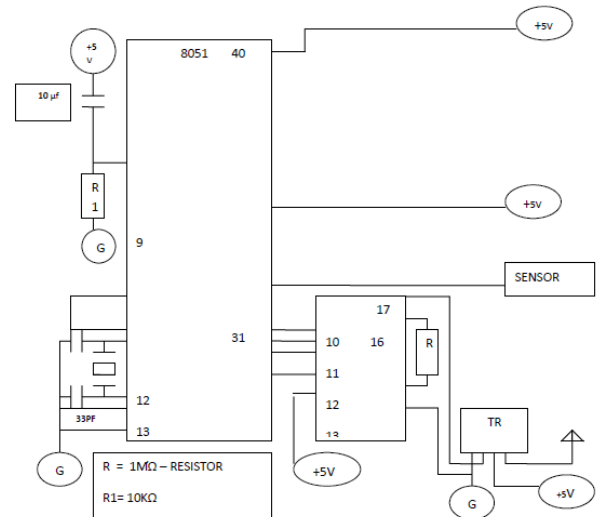 +5
v
8051 40
+5v
10 μf
R
1
+5v
G
9
SENSOR
17
31
10 16
R
11
12
12
33PF
13
13
TR
G
R = 1MΩ – RESISTOR
R1= 10KΩ
+5V
G
+5V